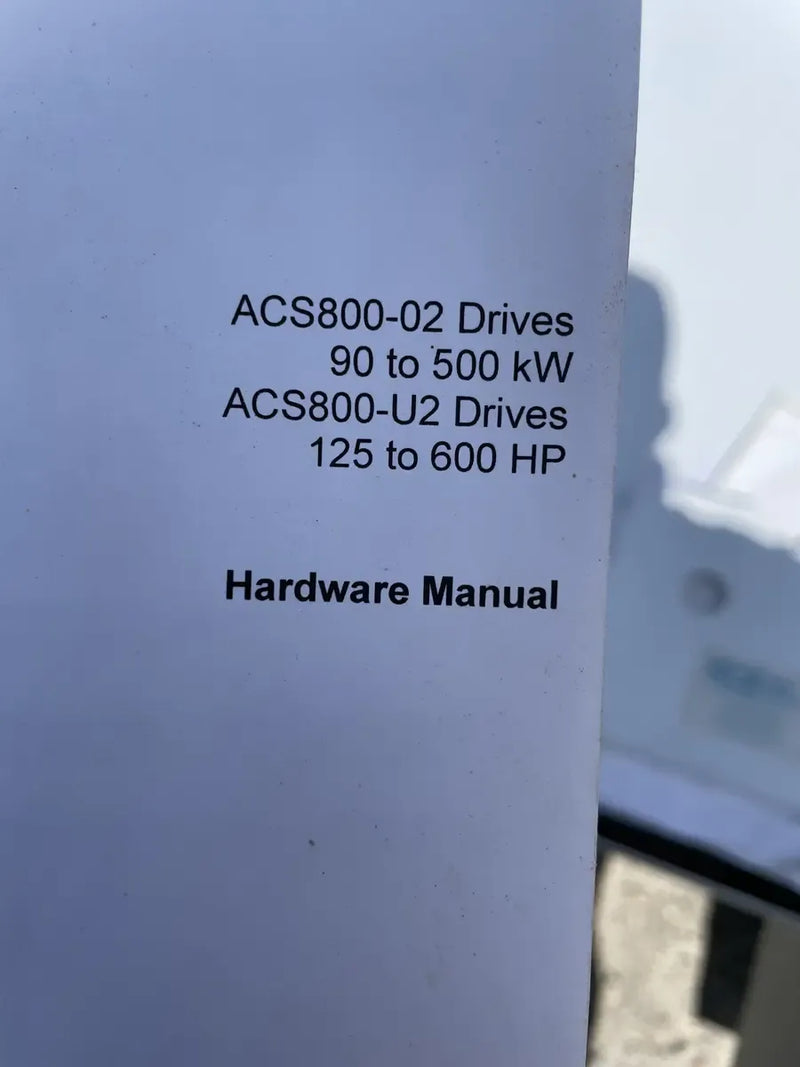 ACS800-02 Drives
90 to 500 kW
ACS800-U2 Drives
125 to 600 HP
Hardware Manual